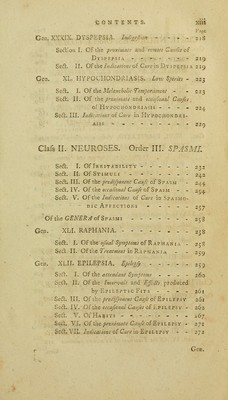 CONTENTS. xiii
Page
Gen. XXXIX. DYSPEPSIA. Indigestion - - - - 218
Sect. I. Of the proximate and remote Causes of
DYSPEPSIA - - - - - 219
Sect. II. Of the Indications of Cure in DYSPEPSIA 219
Gen. XL. HYPOCHONDRIASIS. Low Spirits - 223
Sect. I. Of the Melancholic Temperament - - 223
Sect. II. Of the proximate and occasional Causes
of HYPOCHONDRIASIS - - - 224
Sect. III. Indications of Cure in HYPOCHONDRI-
ASIS - - - - - 229
Class II. NEUROSES. Order III. SPASMI.
Sect. I. Of IRRITABILITY - - - - 232
Sect. II. Of STIMULI - - - - - 242
Sect. III. Of the predisponent Cause of SPASM - - 254
Sect. IV. Of the occasional Cause of SPASM - - 254
Sect. V. Of the Indications of Cure in SPASMO-
DIC AFFECTIONS - - - 257
Of the GENERA of SPASMI - - - - - 258
Gen. XLI. RAPHANIA. - - - - - 258
Sect. I. Of the usual Symptoms of RAPHANIA - 258
Sect. II. Of the Treatment in RAPHANIA - - 259
Gen. XLII. EPILEPSIA, Epilepsy - - - - 259
Sect. I. Of the attendant Symptoms - - - 260
Sect. II. Of the Intervals and Effects produced
by EPILEPTIC FITS - - - 261
Sect. III. Of the predisponent Cause of EPILEPSY 261
Sect. IV. Of the occasional Causes of EPILEPSY - 262
Sect. V. Of HABITS - - - - - 267
Sect. VI. Of the proximate Cause of EPILEPSY - 271
Sect. VII. Indications of Cure in EPILEPSY - - 272
Gen.